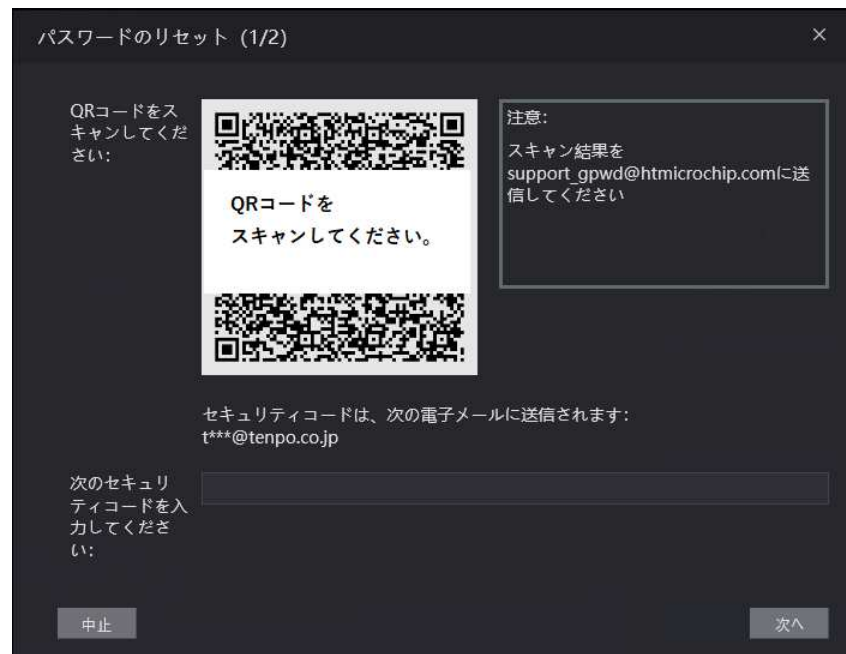 パスワードのリセット (1/2)
QRコードをス
キャンしてくだ
さい:
QRコードを
スキャンしてください。
注意:
スキャン結果を
support_gpwd@htmicrochip.comに送
信してください
セキュリティコードは、次の電子メールに送信されます:
t***@tenpo.co.jp
次のセキュリ
ティコードを入
力してくださ
い:
中止
次へ